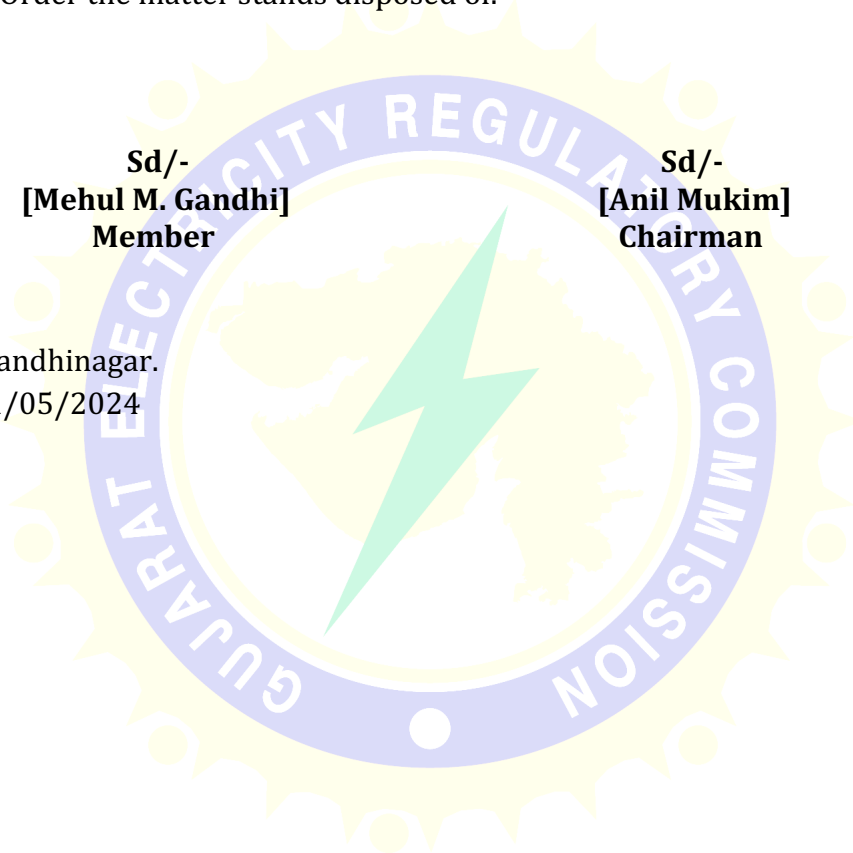 Order the matter stands disposed of.
Sd/- Sd/-
[Mehul M. Gandhi] [Anil Mukim]
Member Chairman
andhinagar.
/05/2024
GUJARAT ELECTRICITY REGULATORY COMMISSION